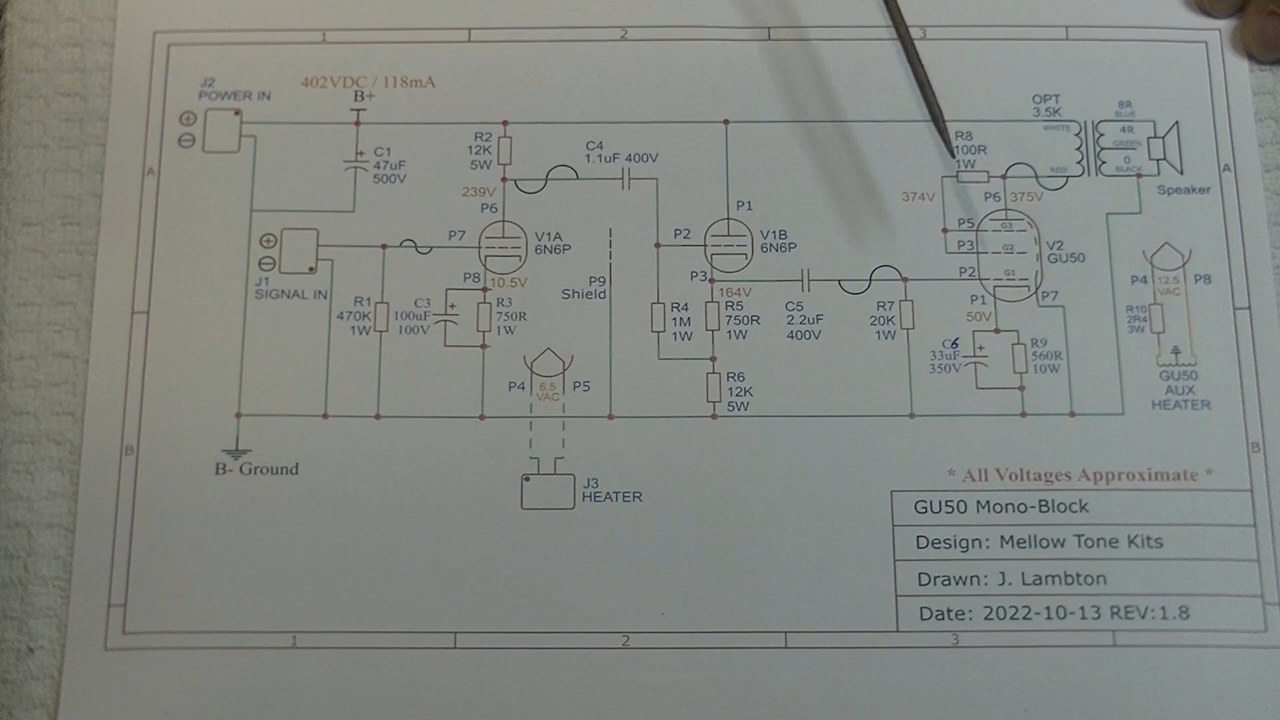 1
2
3
J2
POWER IN
402VDC / 118mA
B+
C1
47uF
500V
R2
12K
5W
239V
P6
C4
1.1uF 400V
OPT
3.5K
WHITE
RED
8R
BLUE
4R
GREEN
0
BLACK
Speaker
R8
100R
1W
374V
P6
375V
P5
G3
P3
G2
P2
G1
V2
GU50
P1
50V
P7
A
A
J1
SIGNAL IN
P7
V1A
6N6P
P8
10.5V
R1
470K
1W
C3
100uF
100V
R3
750R
1W
P9
Shield
P1
P2
V1B
6N6P
P3
164V
R4
1M
1W
R5
750R
1W
C5
2.2uF
400V
R7
20K
1W
R6
12K
5W
C6
33uF
350V
R9
560R
10W
P4
12.5
VAC
P8
R10
2R4
3W
GU50
AUX
HEATER
P4
6.5
VAC
P5
J3
HEATER
B- Ground
B
B
* All Voltages Approximate *
GU50 Mono-Block
Design: Mellow Tone Kits
Drawn: J. Lambton
Date: 2022-10-13 REV:1.8
1
2
3